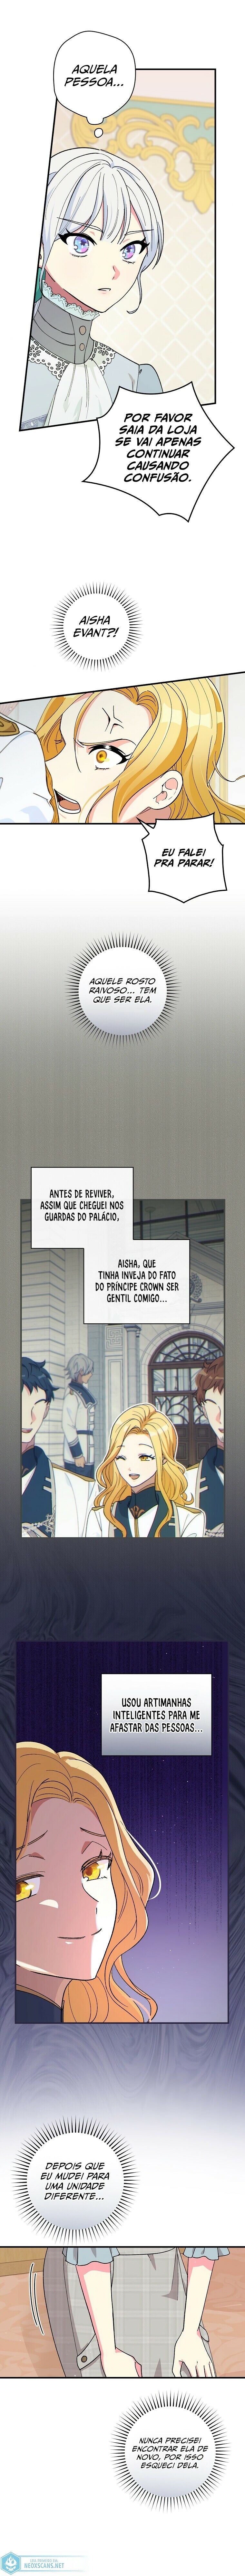 AQUELA
PESSOA...
POR FAVOR
SAIA DA LOJA
SE VAI APENAS
CONTINUAR
CAUSANDO
CONFUSÃO.
AISHA
EVANT?!
EU FALEI
PRA PARAR!
AQUELE ROSTO
RAIVOSO... TEM
QUE SER ELA.
ANTES DE REVIVER,
ASSIM QUE CHEGUEI NOS
GUARDAS DO PALÁCIO,
AISHA, QUE
TINHA INVEJA DO FATO
DO PRÍNCIPE CROWN SER
GENTIL COMIGO...
USOU ARTIMANHAS
INTELIGENTES PARA ME
AFASTAR DAS PESSOAS...
DEPOIS QUE
EU MUDEI PARA
UMA UNIDADE
DIFERENTE...
NUNCA PRECISEI
ENCONTRAR ELA DE
NOVO, POR ISSO
ESQUECI DELA.
NEOXSCANS.NET